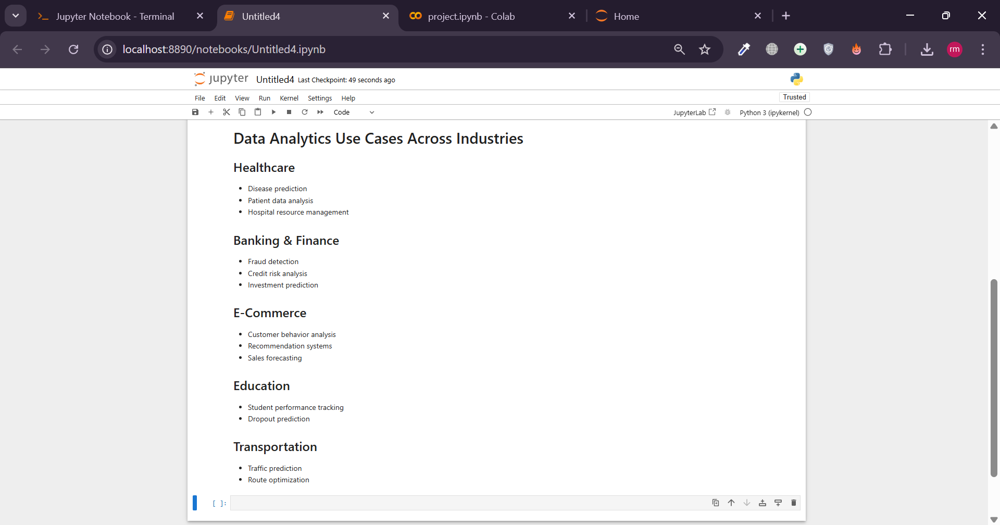 Jupyter Notebook - Terminal
Untitled4
project.ipynb - Colab
Home
localhost:8890/notebooks/Untitled4.ipynb
rm
jupyter Untitled4 Last Checkpoint: 49 seconds ago
File Edit View Run Kernel Settings Help
Trusted
Code
JupyterLab
Python 3 (ipykernel)
Data Analytics Use Cases Across Industries
Healthcare
• Disease prediction
• Patient data analysis
• Hospital resource management
Banking & Finance
• Fraud detection
• Credit risk analysis
• Investment prediction
E-Commerce
• Customer behavior analysis
• Recommendation systems
• Sales forecasting
Education
• Student performance tracking
• Dropout prediction
Transportation
• Traffic prediction
• Route optimization
[ ]: